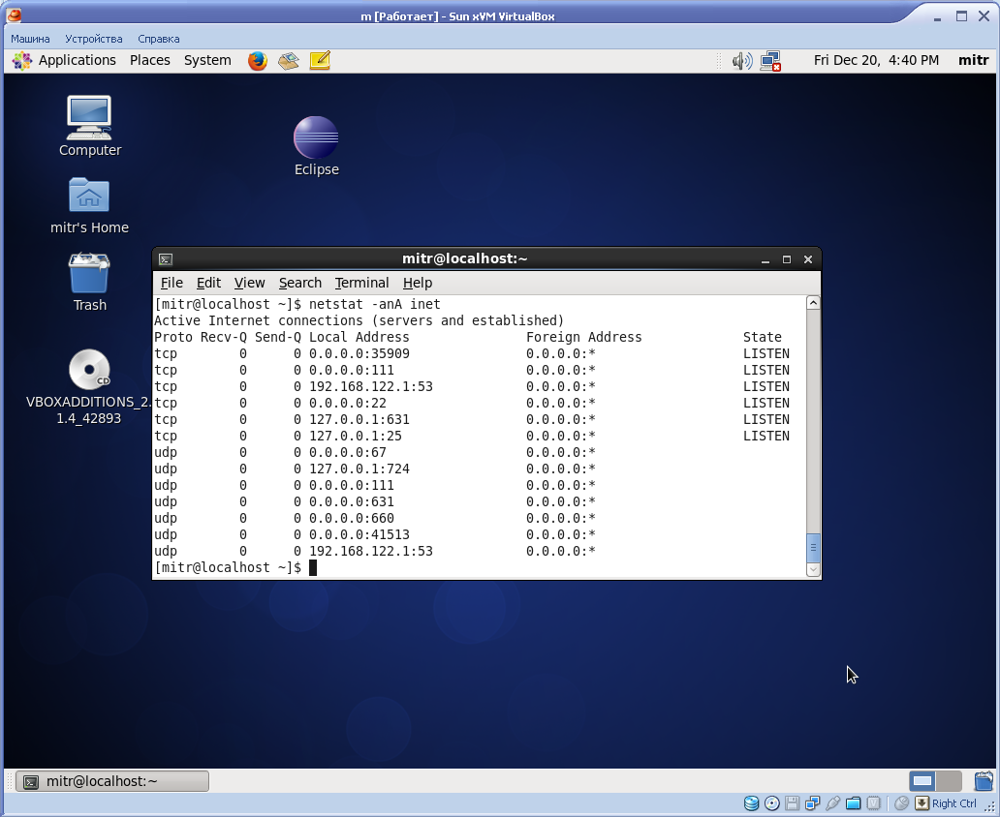 m [Работает] - Sun xVM VirtualBox
Машина Устройства Справка
Applications Places System Fri Dec 20, 4:40 PM mitr
Computer
Eclipse
mitr's Home
Trash
CD
VBOXADDITIONS_2.
1.4_42893
mitr@localhost:~
File Edit View Search Terminal Help
[mitr@localhost ~]$ netstat -anA inet
Active Internet connections (servers and established)
Proto Recv-Q Send-Q Local Address Foreign Address State
tcp 0 0 0.0.0.0:35909 0.0.0.0:* LISTEN
tcp 0 0 0.0.0.0:111 0.0.0.0:* LISTEN
tcp 0 0 192.168.122.1:53 0.0.0.0:* LISTEN
tcp 0 0 0.0.0.0:22 0.0.0.0:* LISTEN
tcp 0 0 127.0.0.1:631 0.0.0.0:* LISTEN
tcp 0 0 127.0.0.1:25 0.0.0.0:* LISTEN
udp 0 0 0.0.0.0:67 0.0.0.0:*
udp 0 0 127.0.0.1:724 0.0.0.0:*
udp 0 0 0.0.0.0:111 0.0.0.0:*
udp 0 0 0.0.0.0:631 0.0.0.0:*
udp 0 0 0.0.0.0:660 0.0.0.0:*
udp 0 0 0.0.0.0:41513 0.0.0.0:*
udp 0 0 192.168.122.1:53 0.0.0.0:*
[mitr@localhost ~]$
mitr@localhost:~
Right Ctrl